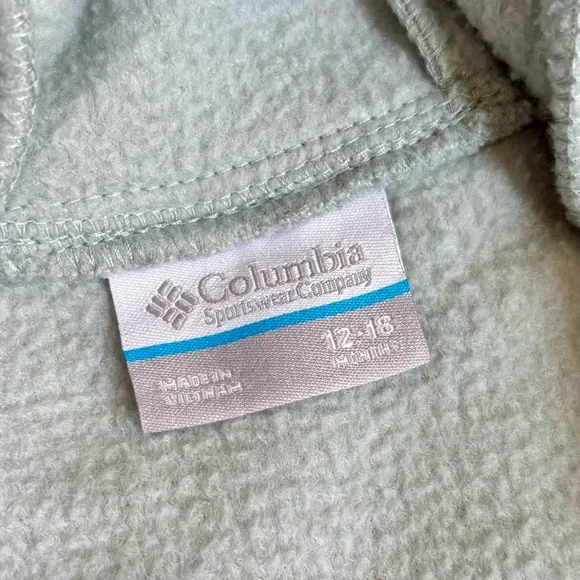 Columbia
Sportswear Company
12-18
MONTHS
MADE IN
VIETNAM